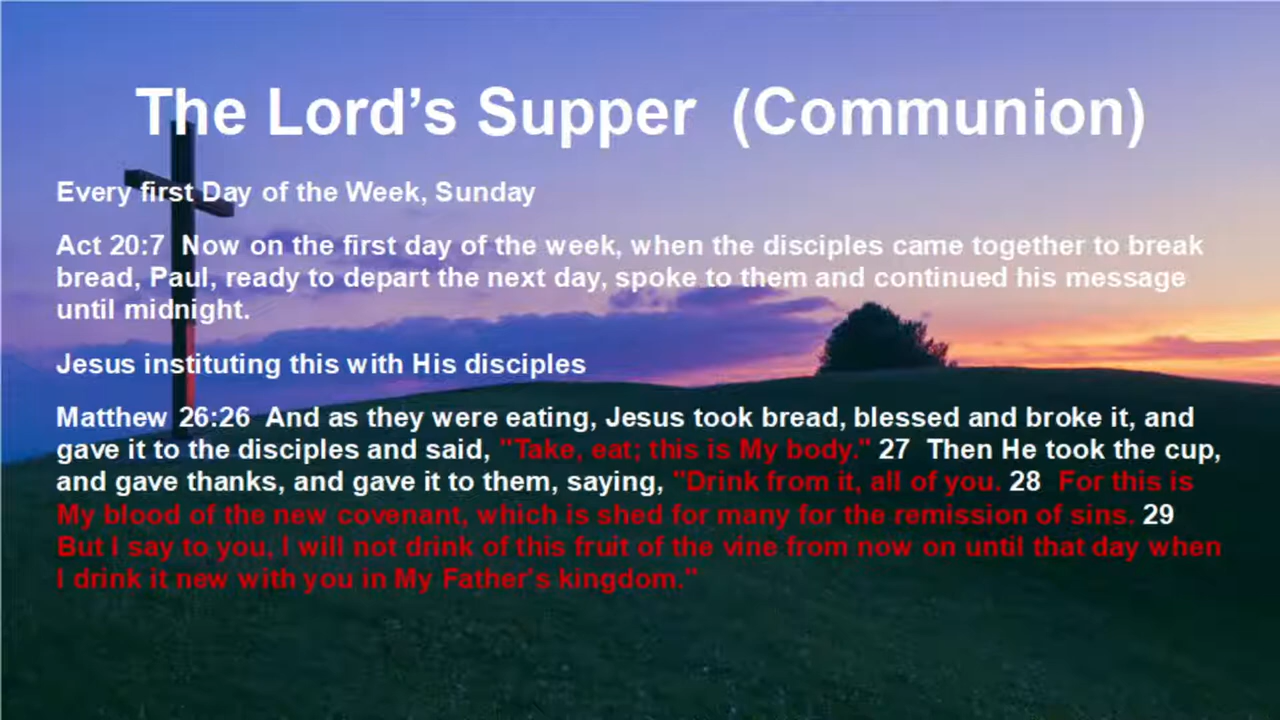 The Lord’s Supper  (Communion)
Every first Day of the Week, Sunday
Act 20:7  Now on the first day of the week, when the disciples came together to break
bread, Paul, ready to depart the next day, spoke to them and continued his message
until midnight.
Jesus instituting this with His disciples
Matthew 26:26  And as they were eating, Jesus took bread, blessed and broke it, and
gave it to the disciples and said, "Take, eat; this is My body." 27  Then He took the cup,
and gave thanks, and gave it to them, saying, "Drink from it, all of you. 28  For this is
My blood of the new covenant, which is shed for many for the remission of sins. 29
But I say to you, I will not drink of this fruit of the vine from now on until that day when
I drink it new with you in My Father's kingdom."